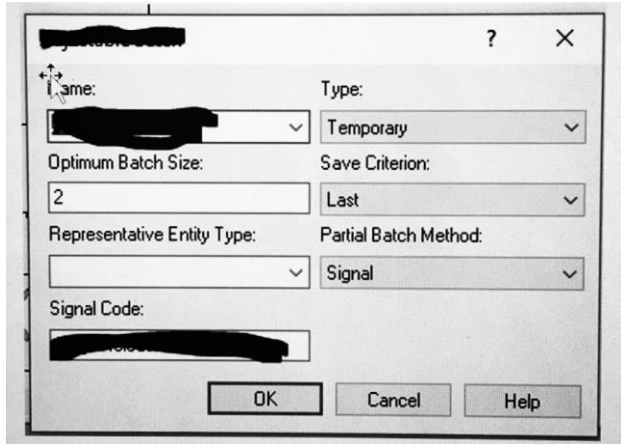 ?
Name:
Type:
Temporary
Optimum Batch Size:
Save Criterion:
2
Last
Representative Entity Type:
Partial Batch Method:
Signal
Signal Code:
OK
Cancel
Help